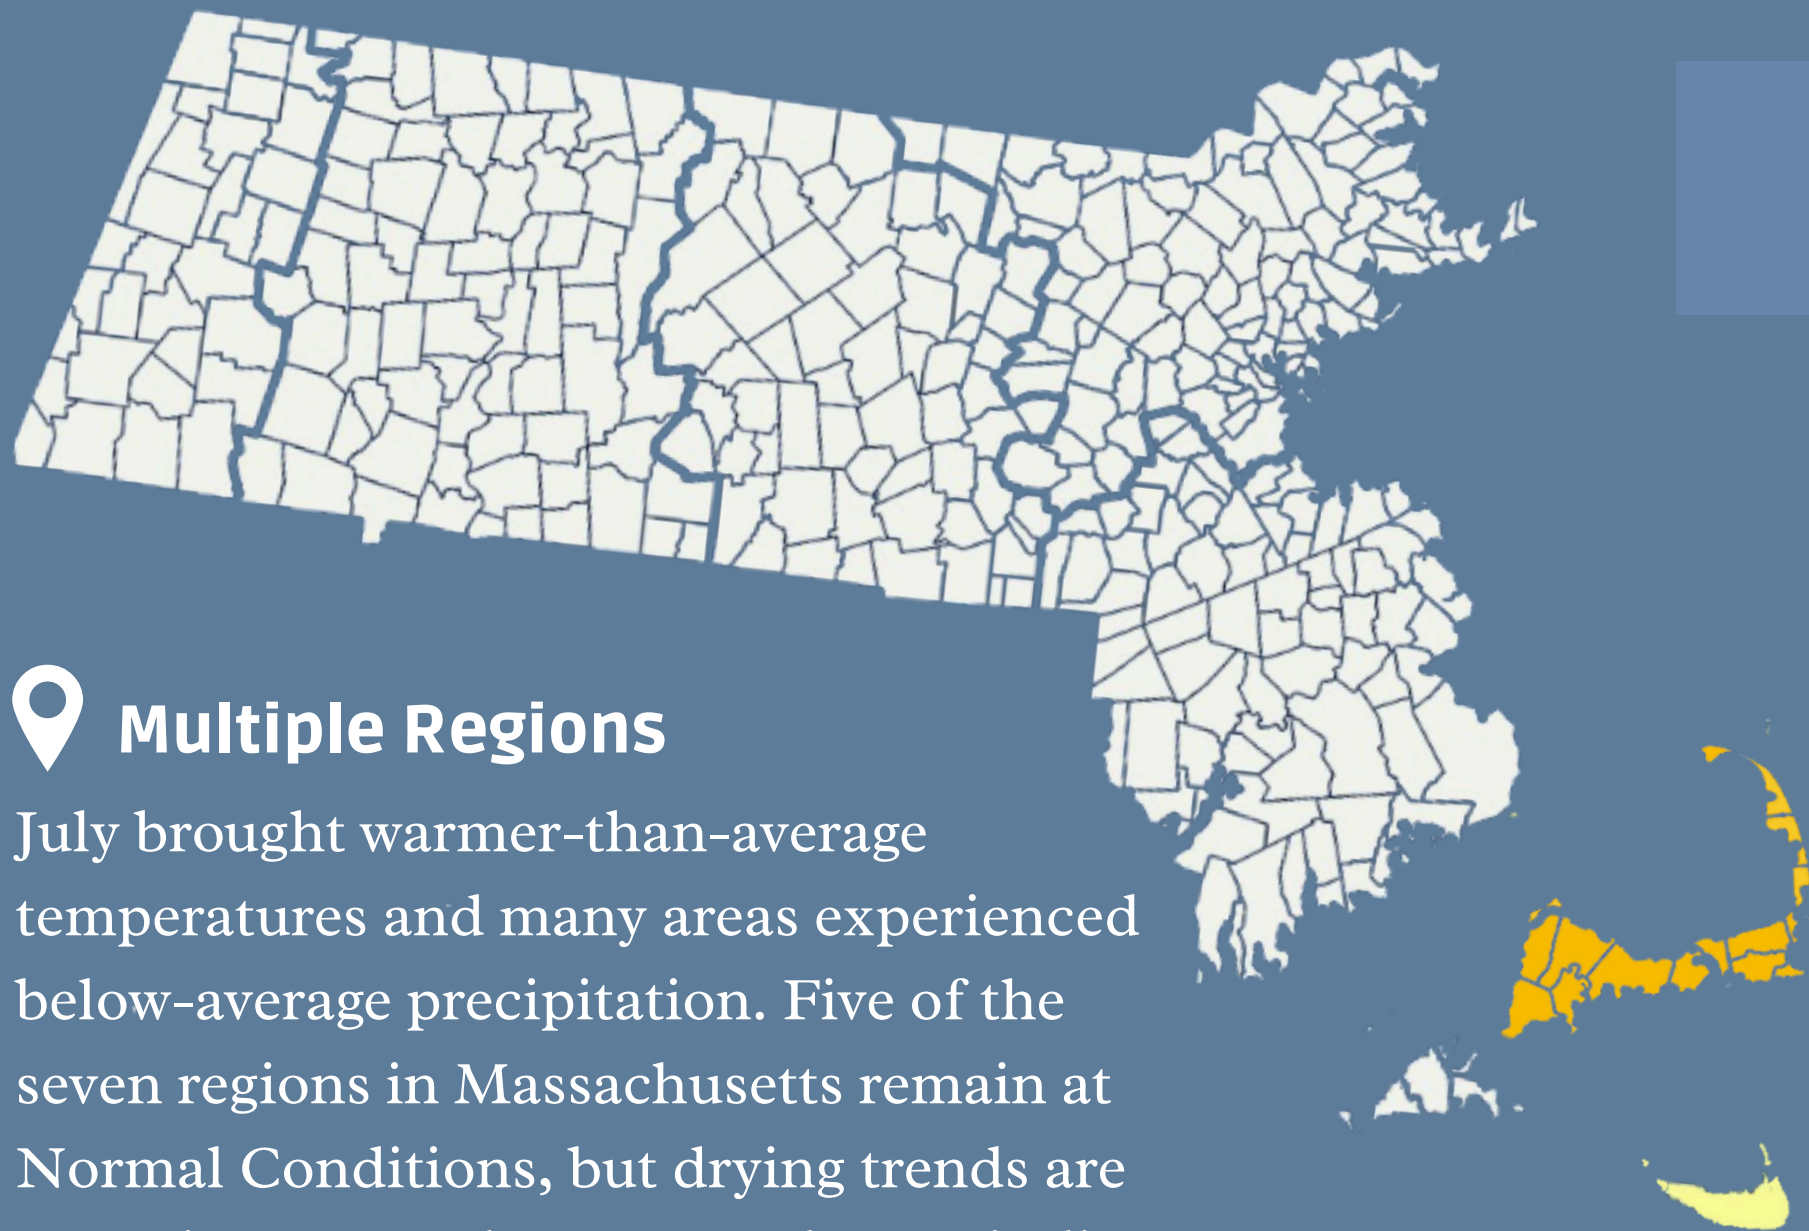 Multiple Regions
July brought warmer-than-average
temperatures and many areas experienced
below-average precipitation. Five of the
seven regions in Massachusetts remain at
Normal Conditions, but drying trends are